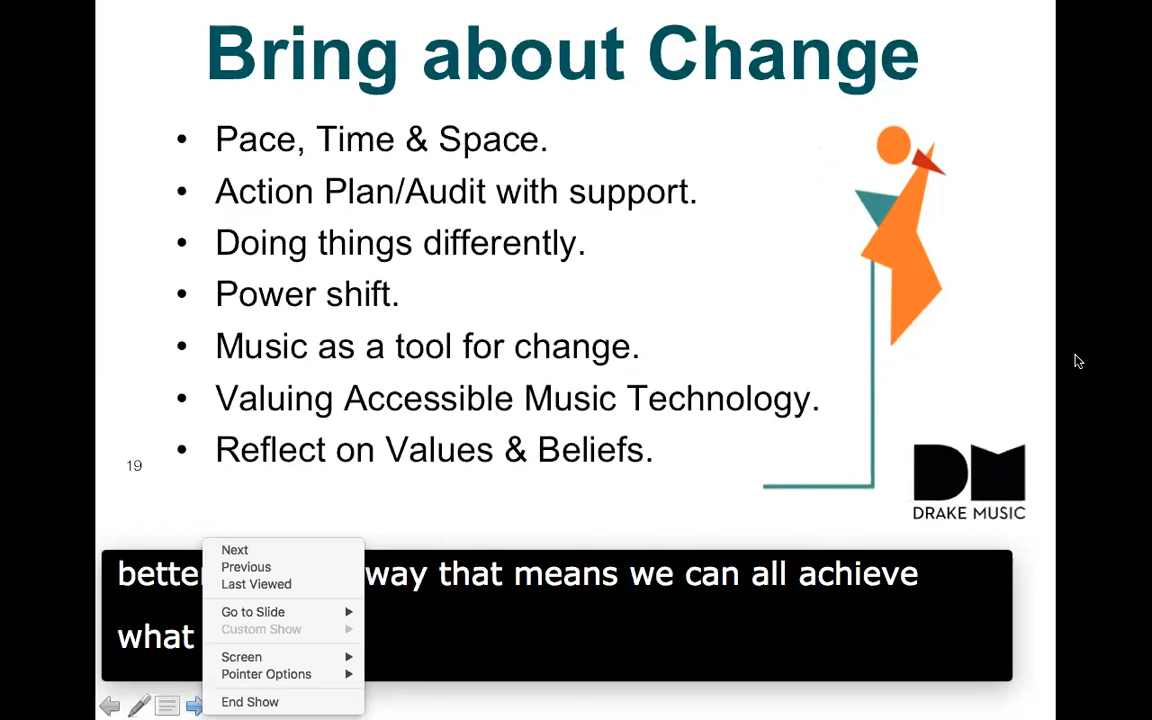 Bring about Change
• Pace, Time & Space.
• Action Plan/Audit with support.
• Doing things differently.
• Power shift.
• Music as a tool for change.
• Valuing Accessible Music Technology.
• Reflect on Values & Beliefs.
19
DM
DRAKE MUSIC
better way that means we can all achieve
what
Next
Previous
Last Viewed
Go to Slide
Custom Show
Screen
Pointer Options
End Show